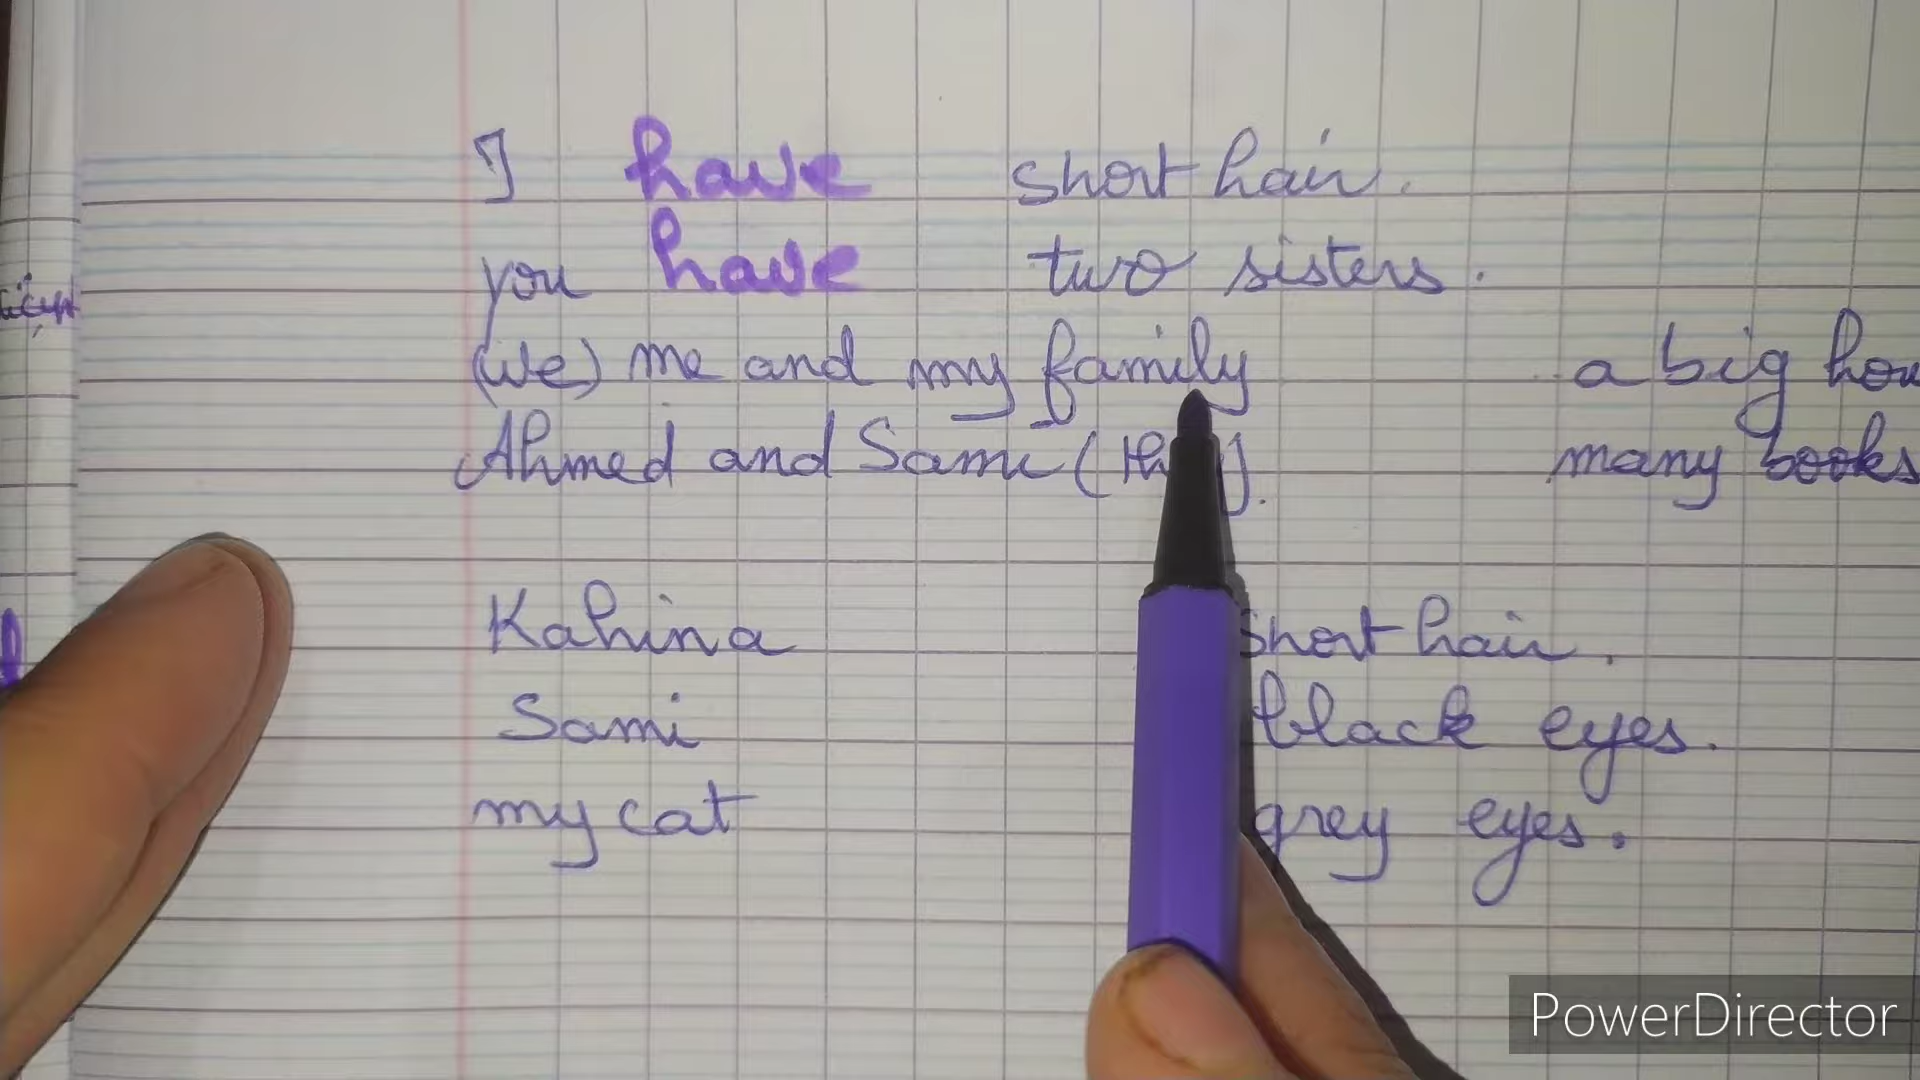 I have short hair.
you have two sisters.
(we) me and my family a big hou
Ahmed and Sami ( ). many books
Kahina short hair.
Sami black eyes.
my cat grey eyes.
PowerDirector